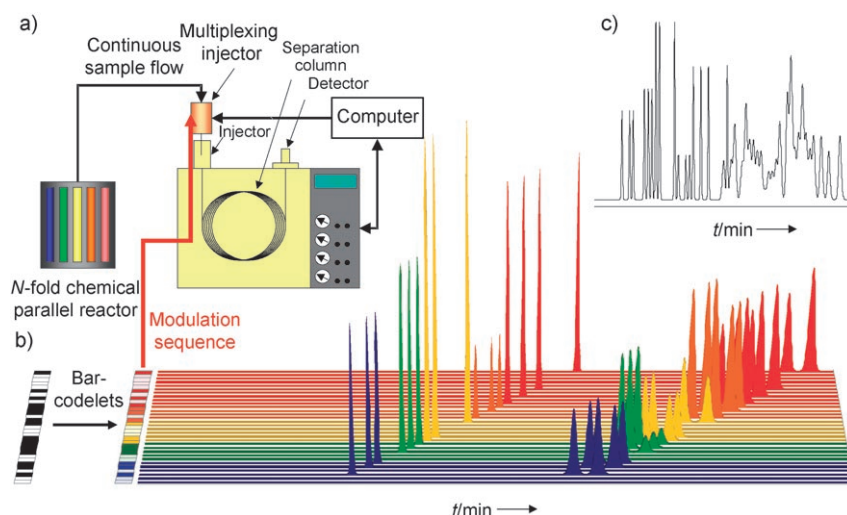 a)
Continuous
sample flow
Multiplexing
injector
Separation
column
Detector
Injector
Computer
N-fold chemical
parallel reactor
Modulation
sequence
b)
Bar-
codelets
t/min
c)
t/min